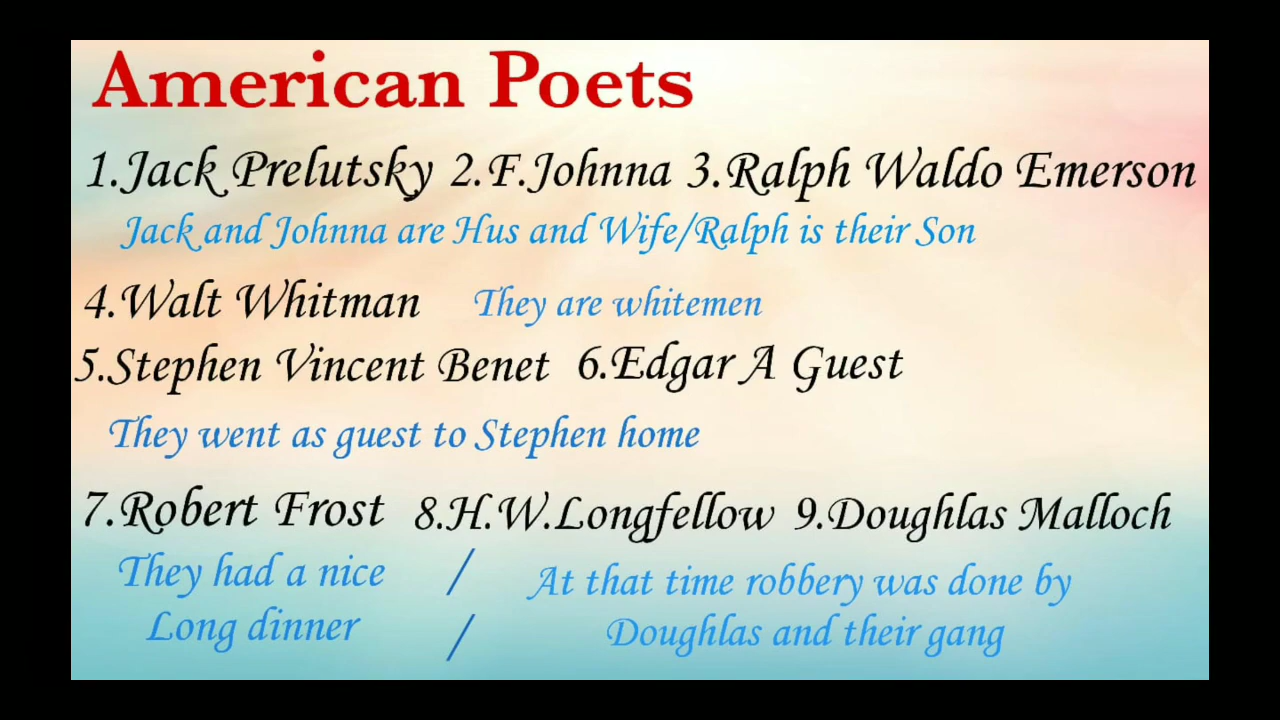 American Poets
1.Jack Prelutsky 2.F.Johnna 3.Ralph Waldo Emerson
Jack and Johnna are Hus and Wife/Ralph is their Son
4.Walt Whitman They are whitemen
5.Stephen Vincent Benet 6.Edgar A Guest
They went as guest to Stephen home
7.Robert Frost 8.H.W.Longfellow 9.Doughlas Malloch
They had a nice / At that time robbery was done by
Long dinner / Doughlas and their gang